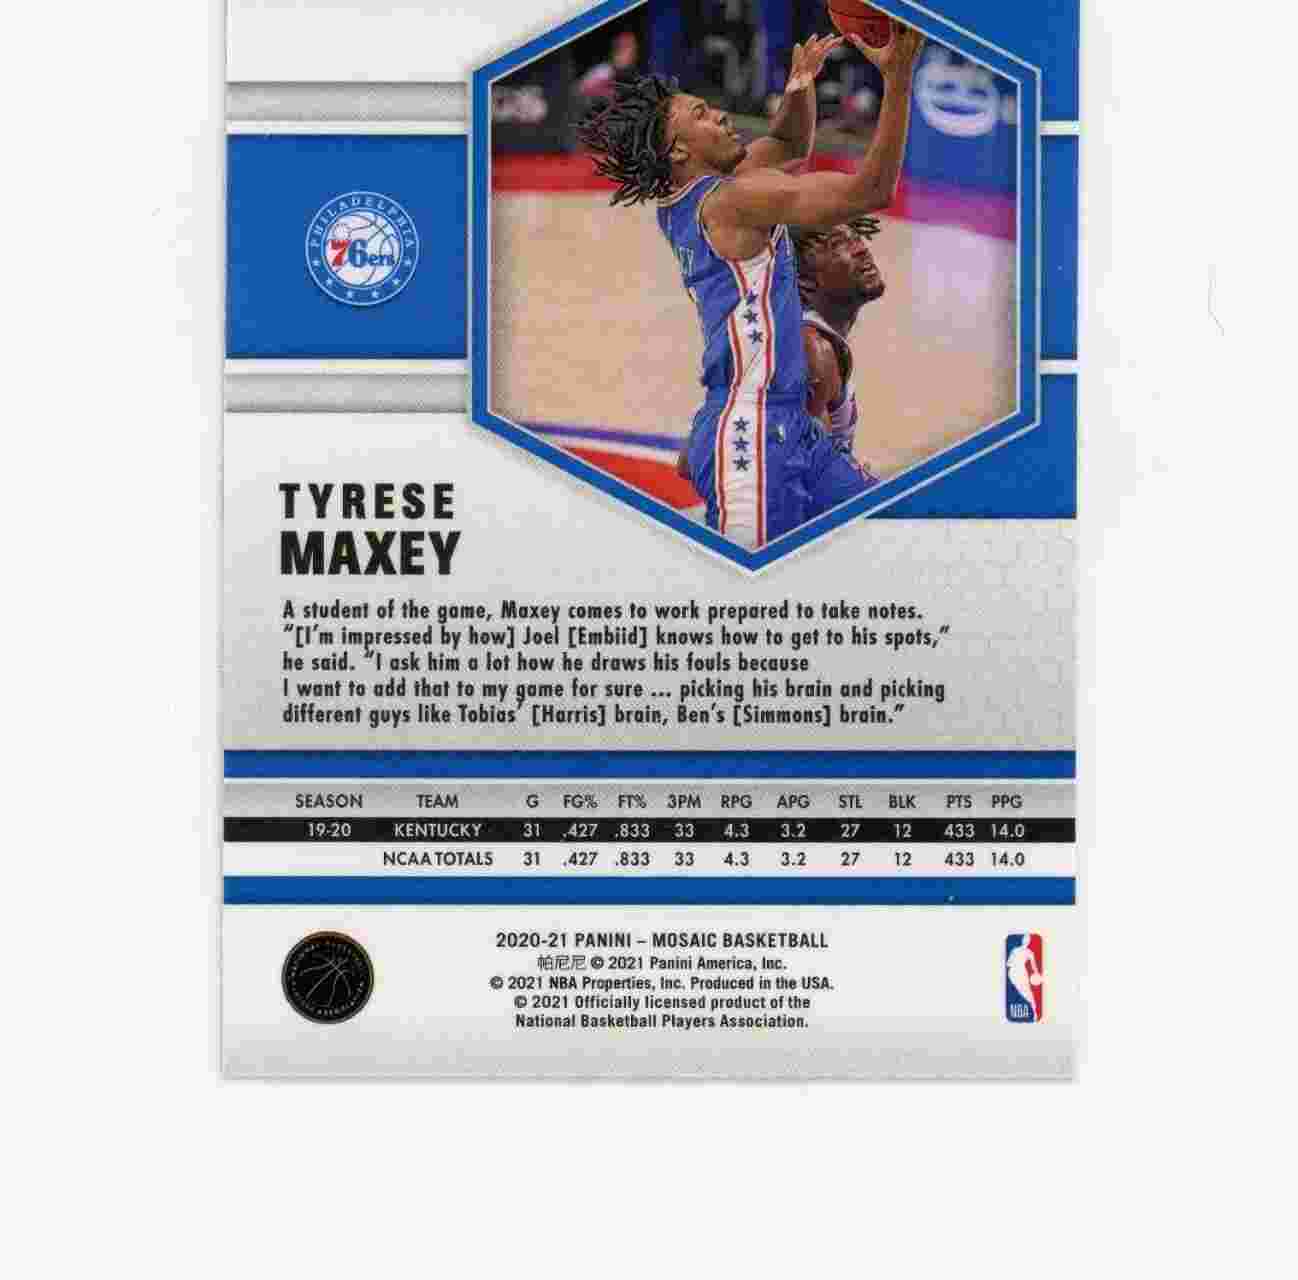 PHILADELPHIA
76ers
TYRESE
MAXEY
A student of the game, Maxey comes to work prepared to take notes.
"[I'm impressed by how] Joel [Embiid] knows how to get to his spots,"
he said. "I ask him a lot how he draws his fouls because
I want to add that to my game for sure ... picking his brain and picking
different guys like Tobias' [Harris] brain, Ben's [Simmons] brain."
SEASON TEAM G FG% FT% 3PM RPG APG STL BLK PTS PPG
19-20 KENTUCKY 31 .427 .833 33 4.3 3.2 27 12 433 14.0
NCAA TOTALS 31 .427 .833 33 4.3 3.2 27 12 433 14.0
2020-21 PANINI – MOSAIC BASKETBALL
帕尼尼 © 2021 Panini America, Inc.
© 2021 NBA Properties, Inc. Produced in the USA.
© 2021 Officially licensed product of the
National Basketball Players Association.
NBA